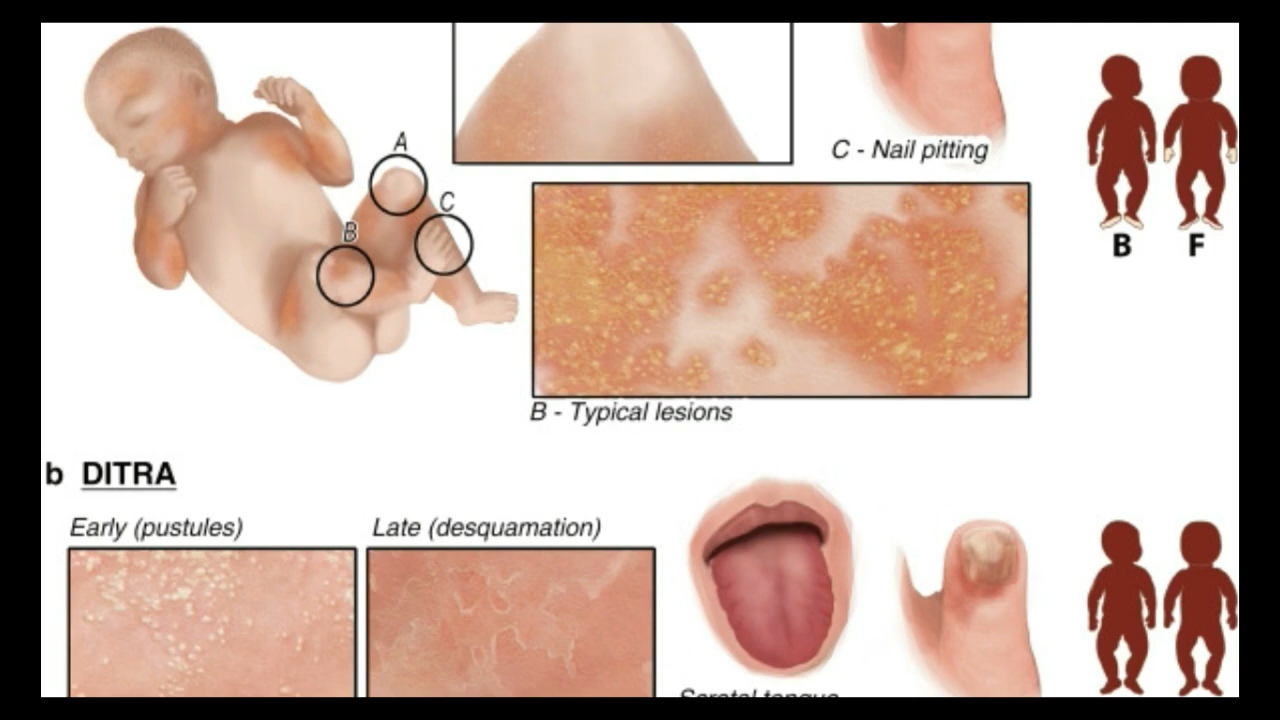 A
C
B
C - Nail pitting
B F
B - Typical lesions
b DITRA
Early (pustules) Late (desquamation)